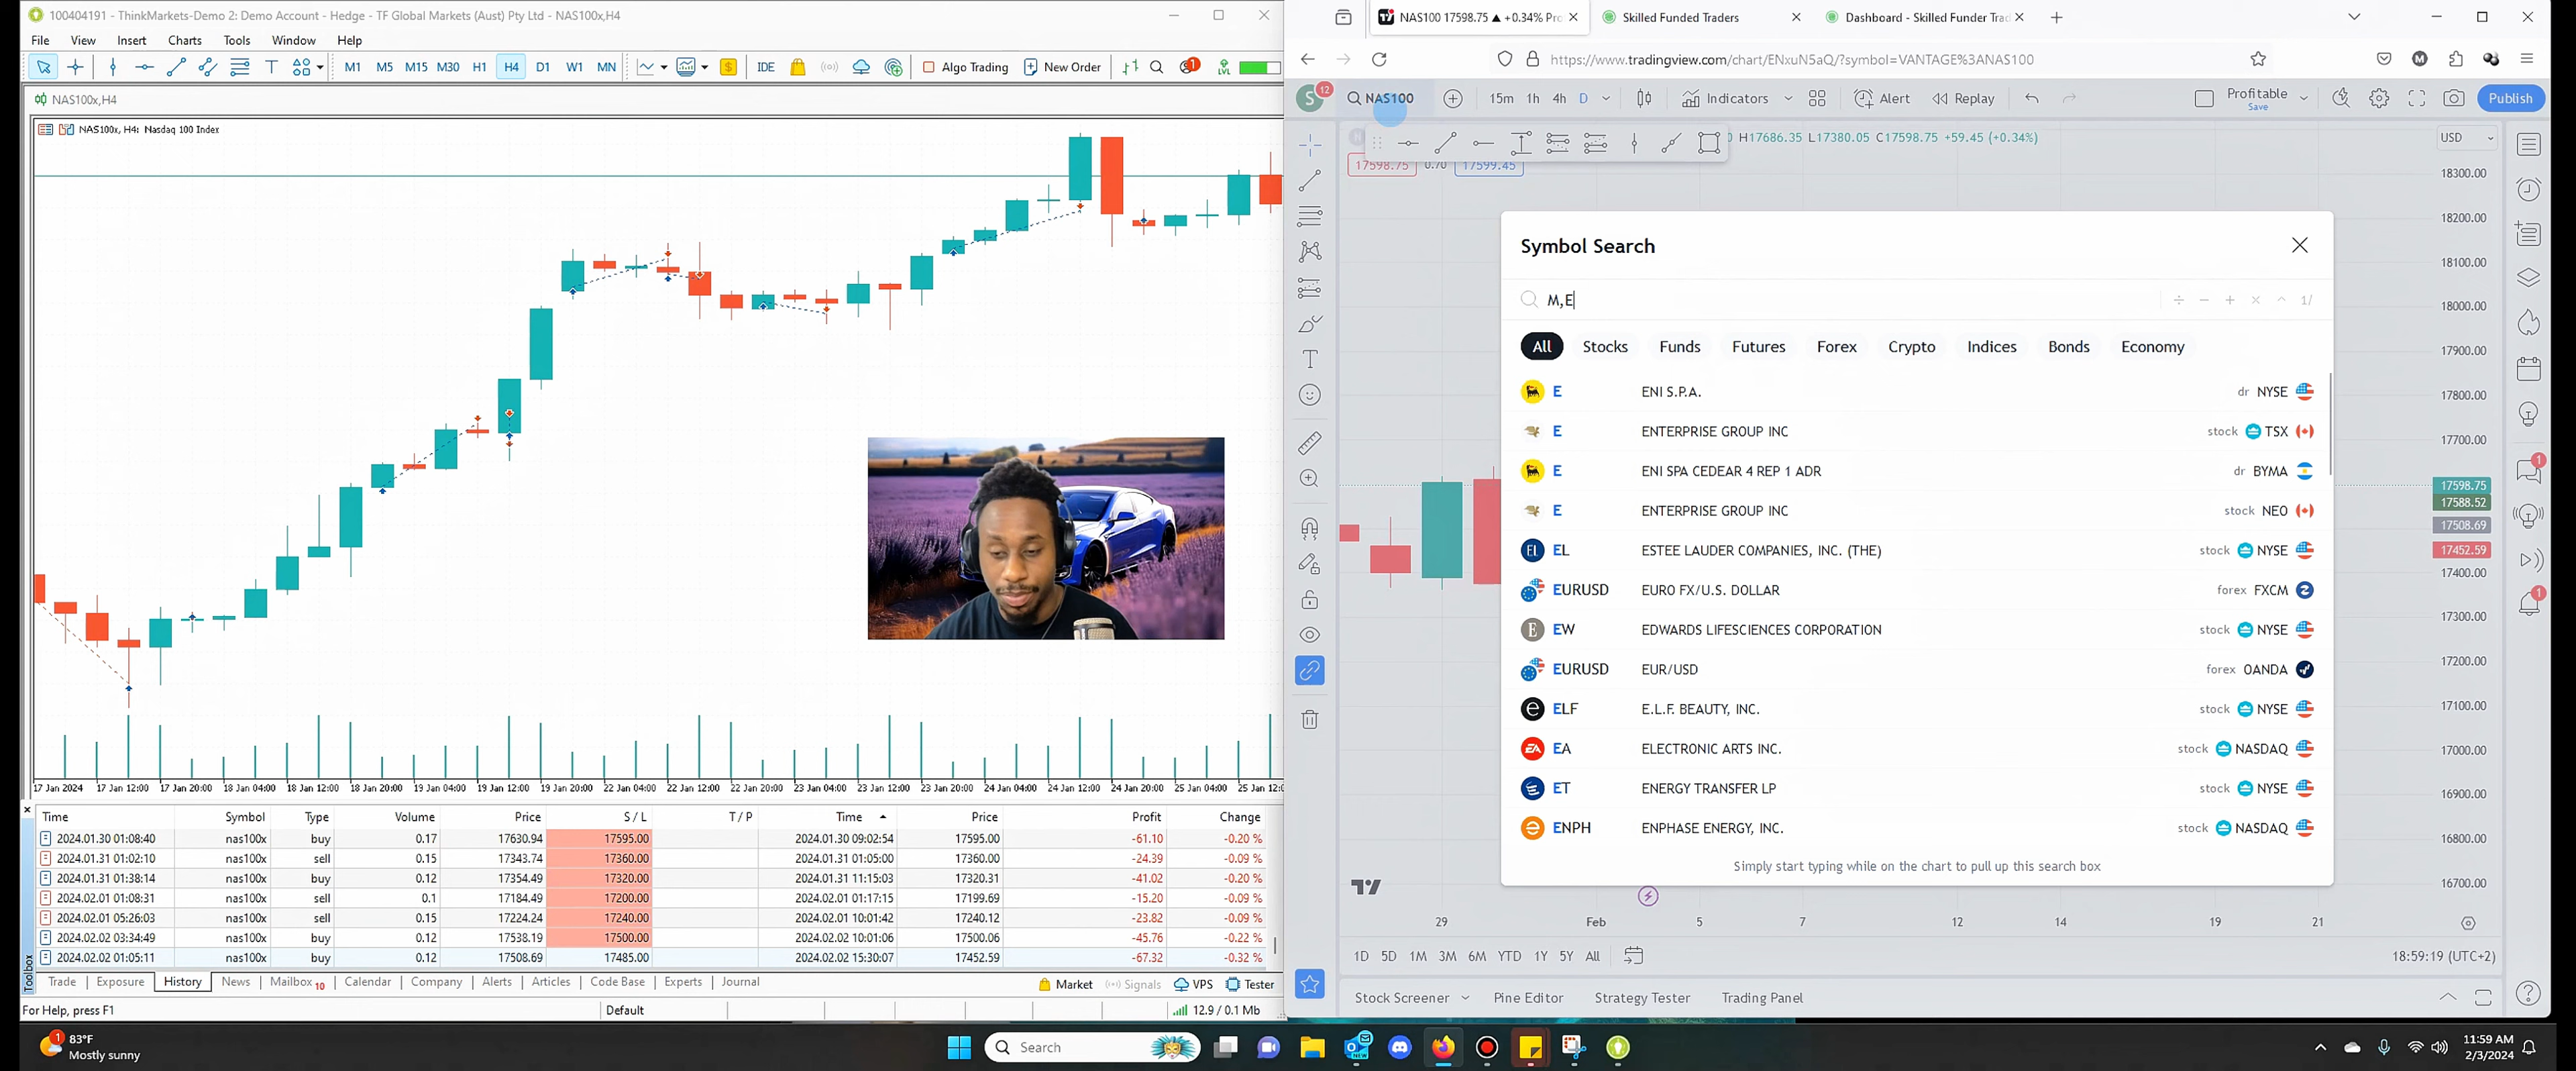 100404191 - ThinkMarkets-Demo 2: Demo Account - Hedge - TF Global Markets (Aust) Pty Ltd - NAS100x,H4
File View Insert Charts Tools Window Help
M1 M5 M15 M30 H1 H4 D1 W1 MN IDE Algo Trading New Order
NAS100x,H4
NAS100x, H4: Nasdaq 100 Index
17 Jan 2024 17 Jan 12:00 17 Jan 20:00 18 Jan 04:00 18 Jan 12:00 18 Jan 20:00 19 Jan 04:00 19 Jan 12:00 19 Jan 20:00 22 Jan 04:00 22 Jan 12:00 22 Jan 20:00 23 Jan 04:00 23 Jan 12:00 23 Jan 20:00 24 Jan 04:00 24 Jan 12:00 24 Jan 20:00 25 Jan 04:00 25 Jan 12:0
Time Symbol Type Volume Price S / L T / P Time Price Profit Change
2024.01.30 01:08:40 nas100x buy 0.17 17630.94 17595.00 2024.01.30 09:02:54 17595.00 -61.10 -0.20 %
2024.01.31 01:02:10 nas100x sell 0.15 17343.74 17360.00 2024.01.31 01:05:00 17360.00 -24.39 -0.09 %
2024.01.31 01:38:14 nas100x buy 0.12 17354.49 17320.00 2024.01.31 11:15:03 17320.31 -41.02 -0.20 %
2024.02.01 01:08:31 nas100x sell 0.1 17184.49 17200.00 2024.02.01 01:17:15 17199.69 -15.20 -0.09 %
2024.02.01 05:26:03 nas100x sell 0.15 17224.24 17240.00 2024.02.01 10:01:42 17240.12 -23.82 -0.09 %
2024.02.02 03:34:49 nas100x buy 0.12 17538.19 17500.00 2024.02.02 10:01:06 17500.06 -45.76 -0.22 %
2024.02.02 01:05:11 nas100x buy 0.12 17508.69 17485.00 2024.02.02 15:30:07 17452.59 -67.32 -0.32 %
Toolbox
Trade Exposure History News Mailbox 10 Calendar Company Alerts Articles Code Base Experts Journal
Market Signals VPS Tester
For Help, press F1 Default 12.9 / 0.1 Mb
NAS100 17598.75 ▲ +0.34% Pro
Skilled Funded Traders
Dashboard - Skilled Funder Trad
https://www.tradingview.com/chart/ENxuN5aQ/?symbol=VANTAGE%3ANAS100
S 12 NAS100 15m 1h 4h D Indicators Alert Replay Profitable Save Publish
0 H17686.35 L17380.05 C17598.75 +59.45 (+0.34%)
USD
17598.75 0.70 17599.45
Symbol Search
M,E
÷ − + × ^ 1/
All Stocks Funds Futures Forex Crypto Indices Bonds Economy
E ENI S.P.A. dr NYSE
E ENTERPRISE GROUP INC stock TSX
E ENI SPA CEDEAR 4 REP 1 ADR dr BYMA
E ENTERPRISE GROUP INC stock NEO
EL ESTEE LAUDER COMPANIES, INC. (THE) stock NYSE
EURUSD EURO FX/U.S. DOLLAR forex FXCM
EW EDWARDS LIFESCIENCES CORPORATION stock NYSE
EURUSD EUR/USD forex OANDA
ELF E.L.F. BEAUTY, INC. stock NYSE
EA ELECTRONIC ARTS INC. stock NASDAQ
ET ENERGY TRANSFER LP stock NYSE
ENPH ENPHASE ENERGY, INC. stock NASDAQ
Simply start typing while on the chart to pull up this search box
18300.00
18200.00
18100.00
18000.00
17900.00
17800.00
17700.00
17598.75
17588.52
17508.69
17452.59
17400.00
17300.00
17200.00
17100.00
17000.00
16900.00
16800.00
16700.00
29 Feb 5 7 12 14 19 21
1D 5D 1M 3M 6M YTD 1Y 5Y All 18:59:19 (UTC+2)
Stock Screener Pine Editor Strategy Tester Trading Panel
83°F
Mostly sunny
Search
11:59 AM
2/3/2024